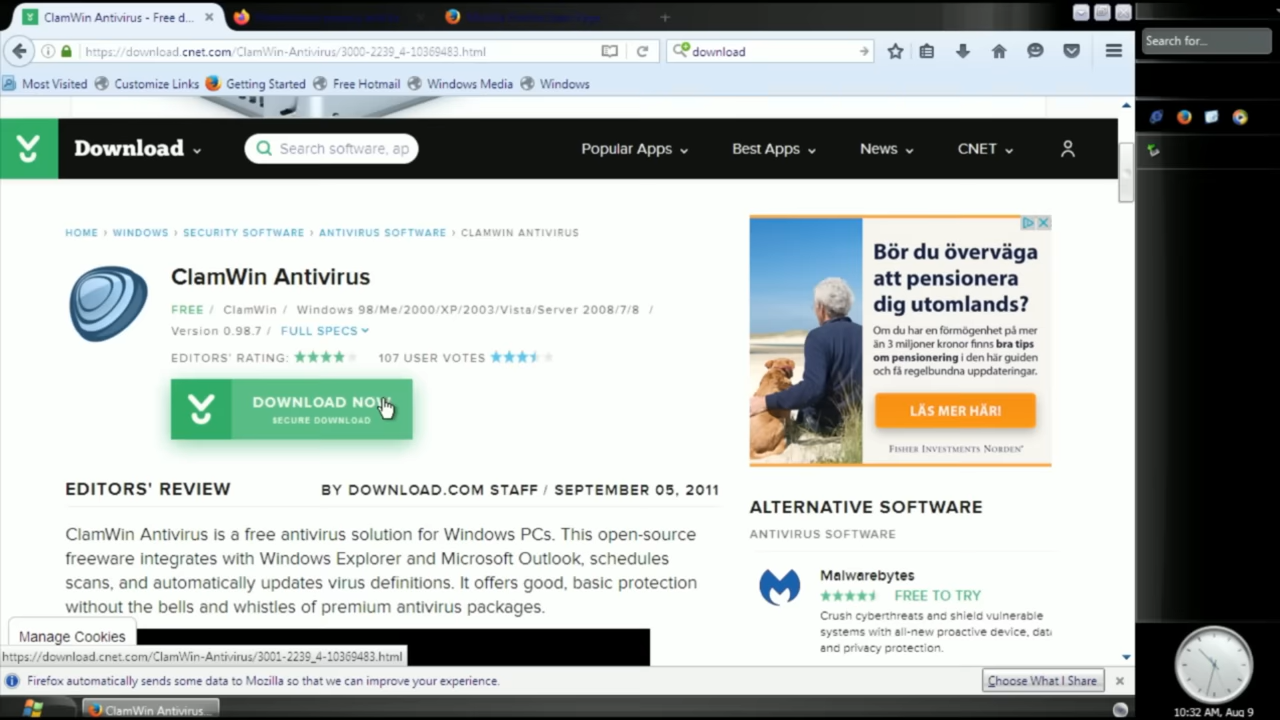 ClamWin Antivirus - Free d...
https://download.cnet.com/ClamWin-Antivirus/3000-2239_4-10369483.html
download
Search for...
Most Visited
Customize Links
Getting Started
Free Hotmail
Windows Media
Windows
Download
Search software, ap
Popular Apps
Best Apps
News
CNET
HOME › WINDOWS › SECURITY SOFTWARE › ANTIVIRUS SOFTWARE › CLAMWIN ANTIVIRUS
ClamWin Antivirus
FREE / ClamWin / Windows 98/Me/2000/XP/2003/Vista/Server 2008/7/8 /
Version 0.98.7 / FULL SPECS
EDITORS' RATING:
107 USER VOTES
DOWNLOAD NOW
SECURE DOWNLOAD
Bör du överväga
att pensionera
dig utomlands?
Om du har en förmögenhet på mer
än 3 miljoner kronor finns bra tips
om pensionering i den här guiden
och få regelbundna uppdateringar.
LÄS MER HÄR!
FISHER INVESTMENTS NORDEN®
EDITORS' REVIEW
BY DOWNLOAD.COM STAFF / SEPTEMBER 05, 2011
ClamWin Antivirus is a free antivirus solution for Windows PCs. This open-source
freeware integrates with Windows Explorer and Microsoft Outlook, schedules
scans, and automatically updates virus definitions. It offers good, basic protection
without the bells and whistles of premium antivirus packages.
ALTERNATIVE SOFTWARE
ANTIVIRUS SOFTWARE
Malwarebytes
FREE TO TRY
Crush cyberthreats and shield vulnerable
systems with all-new proactive device, data
and privacy protection.
Manage Cookies
https://download.cnet.com/ClamWin-Antivirus/3001-2239_4-10369483.html
Firefox automatically sends some data to Mozilla so that we can improve your experience.
Choose What I Share
ClamWin Antivirus...
10:32 AM, Aug 9